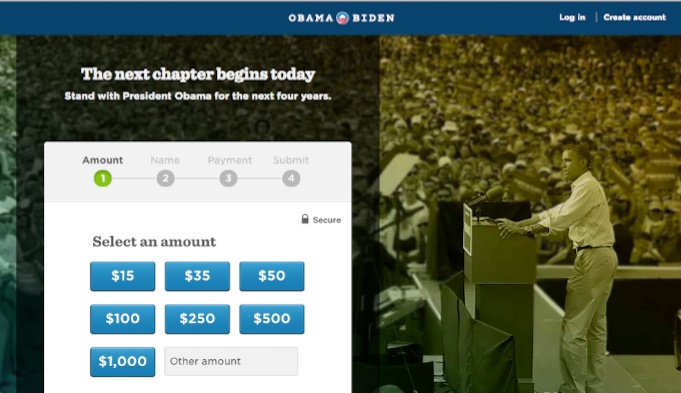 OBAMA BIDEN
Log in | Create account
The next chapter begins today
Stand with President Obama for the next four years.
Amount Name Payment Submit
1 2 3 4
Secure
Select an amount
$15 $35 $50
$100 $250 $500
$1,000 Other amount